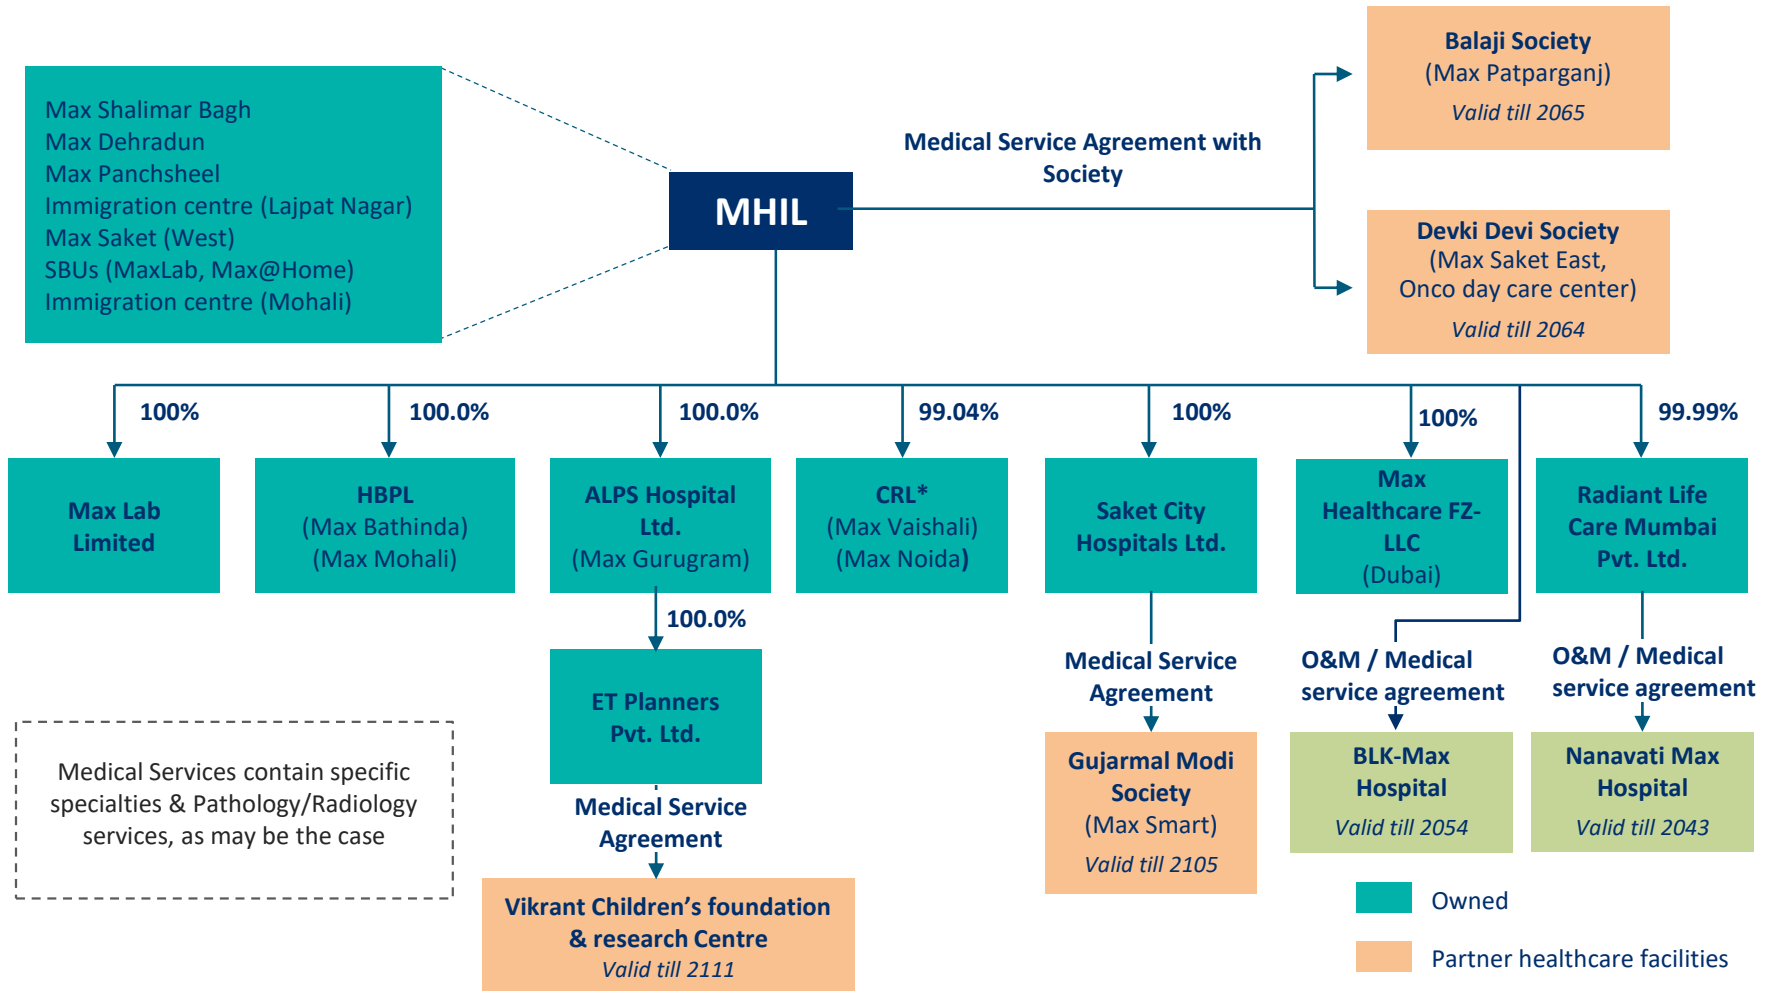 Max Shalimar Bagh
Max Dehradun
Max Panchsheel
Immigration centre (Lajpat Nagar)
Max Saket (West)
SBUs (MaxLab, Max@Home)
Immigration centre (Mohali)
MHIL
Medical Service Agreement with
Society
Balaji Society
(Max Patparganj)
Valid till 2065
Devki Devi Society
(Max Saket East,
Onco day care center)
Valid till 2064
100%
100.0%
100.0%
99.04%
100%
100%
99.99%
Max Lab
Limited
HBPL
(Max Bathinda)
(Max Mohali)
ALPS Hospital
Ltd.
(Max Gurugram)
CRL*
(Max Vaishali)
(Max Noida)
Saket City
Hospitals Ltd.
Max
Healthcare FZ-
LLC
(Dubai)
Radiant Life
Care Mumbai
Pvt. Ltd.
100.0%
ET Planners
Pvt. Ltd.
Medical Service
Agreement
Vikrant Children’s foundation
& research Centre
Valid till 2111
Medical Service
Agreement
Gujarmal Modi
Society
(Max Smart)
Valid till 2105
O&M / Medical
service agreement
BLK-Max
Hospital
Valid till 2054
O&M / Medical
service agreement
Nanavati Max
Hospital
Valid till 2043
Medical Services contain specific
specialties & Pathology/Radiology
services, as may be the case
Owned
Partner healthcare facilities